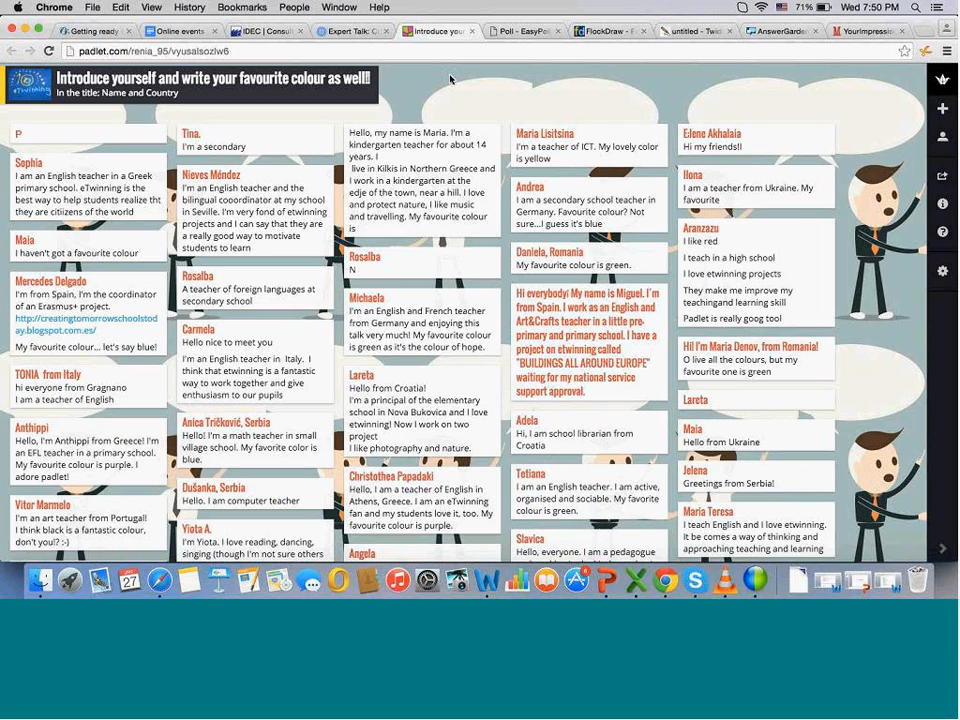 Chrome File Edit View History Bookmarks People Window Help 71% Wed 7:50 PM
Getting ready
Online events
IDEC | Consul
Expert Talk: C
Introduce your
Poll - EasyPol
FlockDraw - F
untitled - Twid
AnswerGarden
YourImpressio
padlet.com/renia_95/vyusalsozlw6
Introduce yourself and write your favourite colour as well!!
In the title: Name and Country
P
Sophia
I am an English teacher in a Greek
primary school. eTwinning is the
best way to help students realize tht
they are citiizens of the world
Maia
I haven't got a favourite colour
Mercedes Delgado
I'm from Spain, I'm the coordinator
of an Erasmus+ project.
http://creatingtomorrowschoolstod
ay.blogspot.com.es/
My favourite colour... let's say blue!
TONIA from Italy
hi everyone from Gragnano
I am a teacher of English
Anthippi
Hello, I'm Anthippi from Greece! I'm
an EFL teacher in a primary school.
My favourite colour is purple. I
adore padlet!
Vitor Marmelo
I'm an art teacher from Portugal!
I think black is a fantastic colour,
don't you!? :-)
Tina.
I'm a secondary
Nieves Méndez
I'm an English teacher and the
bilingual cooordinator at my school
in Seville. I'm very fond of etwinning
projects and I can say that they are
a really good way to motivate
students to learn
Rosalba
A teacher of foreign languages at
secondary school
Carmela
Hello nice to meet you
I'm an English teacher in Italy. I
think that etwinning is a fantastic
way to work together and give
enthusiasm to our pupils
Anica Tričković, Serbia
Hello! I'm a math teacher in small
village school. My favorite color is
blue.
Dušanka, Serbia
Hello. I am computer teacher
Yiota A.
I'm Yiota. I love reading, dancing,
singing (though I'm not sure others
Hello, my name is Maria. I'm a
kindergarten teacher for about 14
years. I
live in Kilkis in Northern Greece and
I work in a kindergarten at the
edje of the town, near a hill. I love
and protect nature, I like music
and travelling. My favourite colour
is
Rosalba
N
Michaela
I'm an English and French teacher
from Germany and enjoying this
talk very much! My favourite colour
is green as it's the colour of hope.
Lareta
Hello from Croatia!
I'm a principal of the elementary
school in Nova Bukovica and I love
etwinning! Now I work on two
project
I like photography and nature.
Christothea Papadaki
Hello, I am a teacher of English in
Athens, Greece. I am an eTwinning
fan and my students love it, too. My
favourite colour is purple.
Angela
Maria Lisitsina
I'm a teacher of ICT. My lovely color
is yellow
Andrea
I am a secondary school teacher in
Germany. Favourite colour? Not
sure...I guess it's blue
Daniela, Romania
My favourite color is green.
Hi everybody! My name is Miguel. I´m
from Spain. I work as an English and
Art&Crafts teacher in a little pre-
primary and primary school. I have a
project on etwinning called
"BUILDINGS ALL AROUND EUROPE"
waiting for my national service
support approval.
Adela
Hi, I am school librarian from
Croatia
Tetiana
I am an English teacher. I am active,
organised and sociable. My favorite
colour is green.
Slavica
Hello, everyone. I am a pedagogue
Elene Akhalaia
Hi my friends!!
Ilona
I am a teacher from Ukraine. My
favourite
Aranzazu
I like red
I teach in a high school
I love etwinning projects
They make me improve my
teachingand learning skill
Padlet is really goog tool
Hi! I'm Maria Denov, from Romania!
O live all the colours, but my
favourite one is green
Lareta
Maia
Hello from Ukraine
Jelena
Greetings from Serbia!
Maria Teresa
I teach English and I love etwinning.
It be comes a way of thinking and
approaching teaching and learning